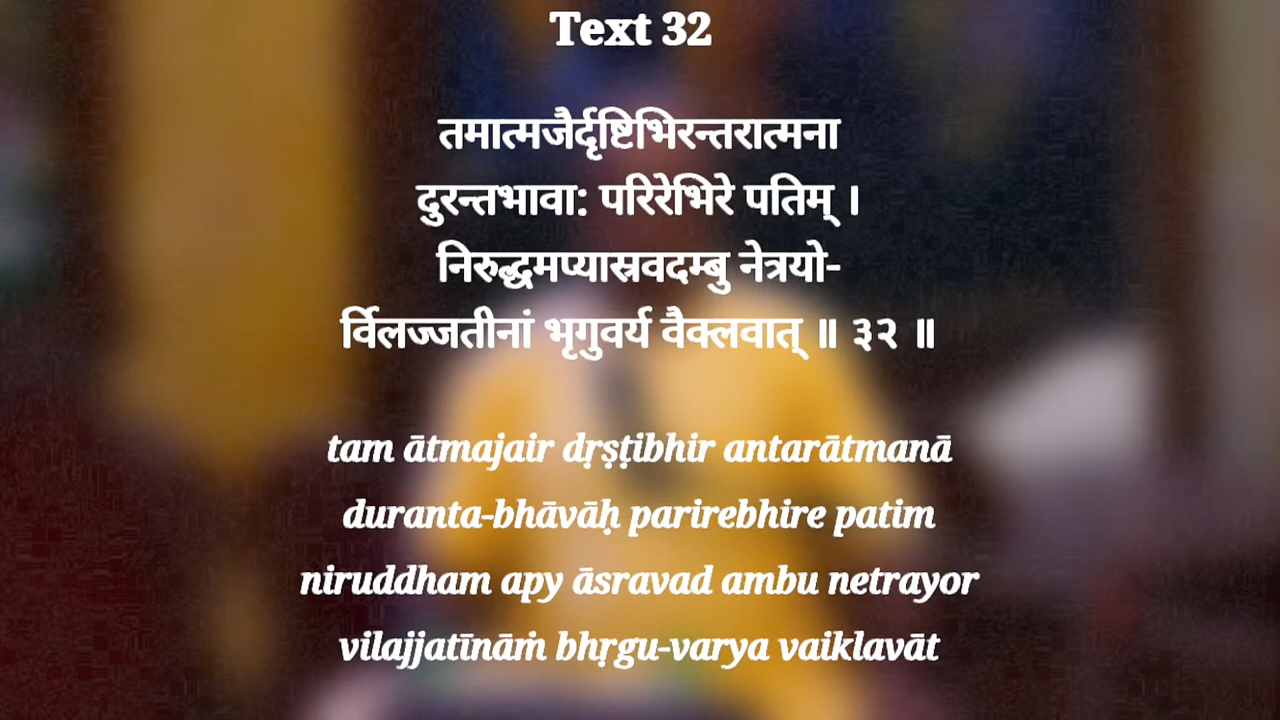 Text 32
तमात्मजैर्दृष्टिभिरन्तरात्मना
दुरन्तभावा: परिरेभिरे पतिम् ।
निरुद्धमप्यास्रवदम्बु नेत्रयो-
र्विलज्जतीनां भृगुवर्य वैक्लवात् ॥ ३२ ॥
tam ātmajair dṛṣṭibhir antarātmanā
duranta-bhāvāḥ parirebhire patim
niruddham apy āsravad ambu netrayor
vilajjatīnāṁ bhṛgu-varya vaiklavāt